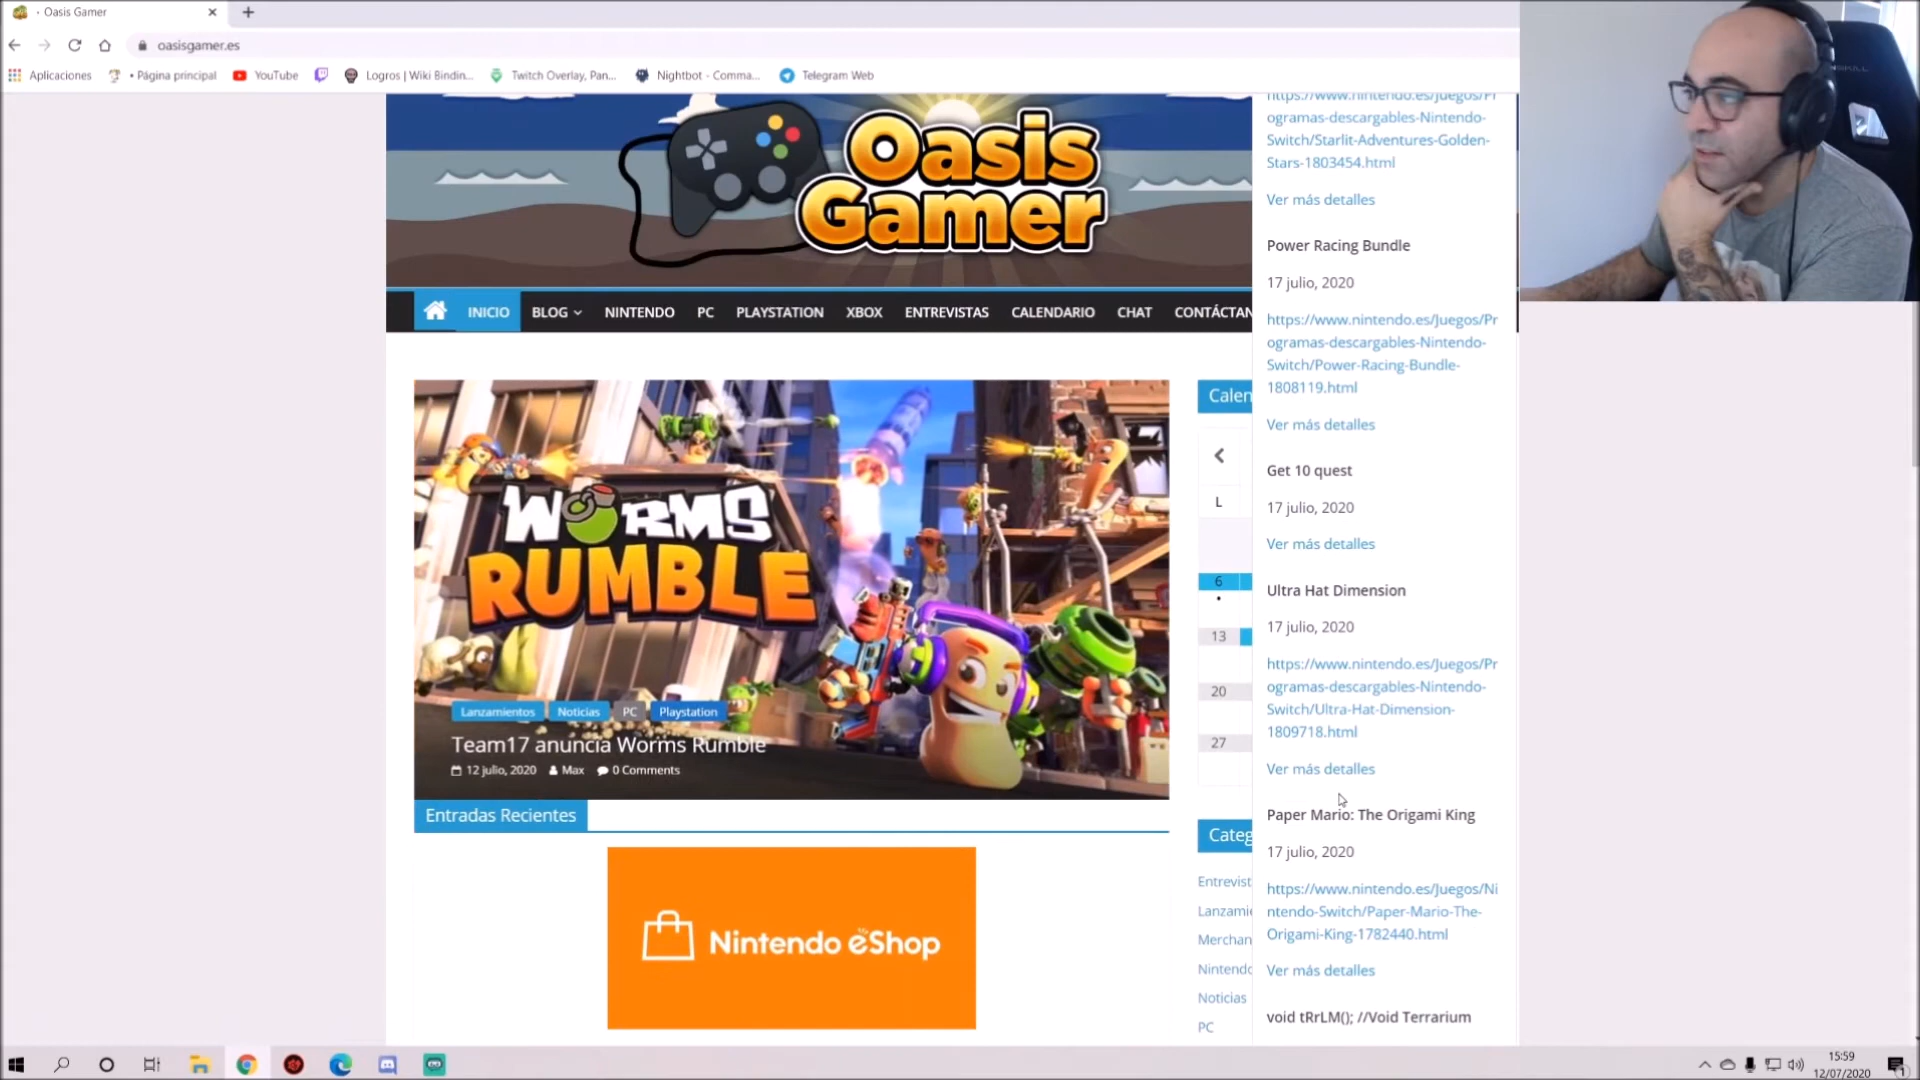 · Oasis Gamer
oasisgamer.es
Aplicaciones
• Página principal
YouTube
Logros | Wiki Bindin...
Twitch Overlay, Pan...
Nightbot - Comma...
Telegram Web
Oasis
Gamer
INICIO
BLOG
NINTENDO
PC
PLAYSTATION
XBOX
ENTREVISTAS
CALENDARIO
CHAT
CONTÁCTAN
WORMS
RUMBLE
Lanzamientos
Noticias
PC
Playstation
Team17 anuncia Worms Rumble
12 julio, 2020
Max
0 Comments
Entradas Recientes
Nintendo eShop
Calen
L
6
13
20
27
Categ
Entrevist
Lanzamie
Merchan
Nintendo
Noticias
PC
https://www.nintendo.es/Juegos/Pr
ogramas-descargables-Nintendo-
Switch/Starlit-Adventures-Golden-
Stars-1803454.html
Ver más detalles
Power Racing Bundle
17 julio, 2020
https://www.nintendo.es/Juegos/Pr
ogramas-descargables-Nintendo-
Switch/Power-Racing-Bundle-
1808119.html
Ver más detalles
Get 10 quest
17 julio, 2020
Ver más detalles
Ultra Hat Dimension
17 julio, 2020
https://www.nintendo.es/Juegos/Pr
ogramas-descargables-Nintendo-
Switch/Ultra-Hat-Dimension-
1809718.html
Ver más detalles
Paper Mario: The Origami King
17 julio, 2020
https://www.nintendo.es/Juegos/Ni
ntendo-Switch/Paper-Mario-The-
Origami-King-1782440.html
Ver más detalles
void tRrLM(); //Void Terrarium
15:59
12/07/2020
1